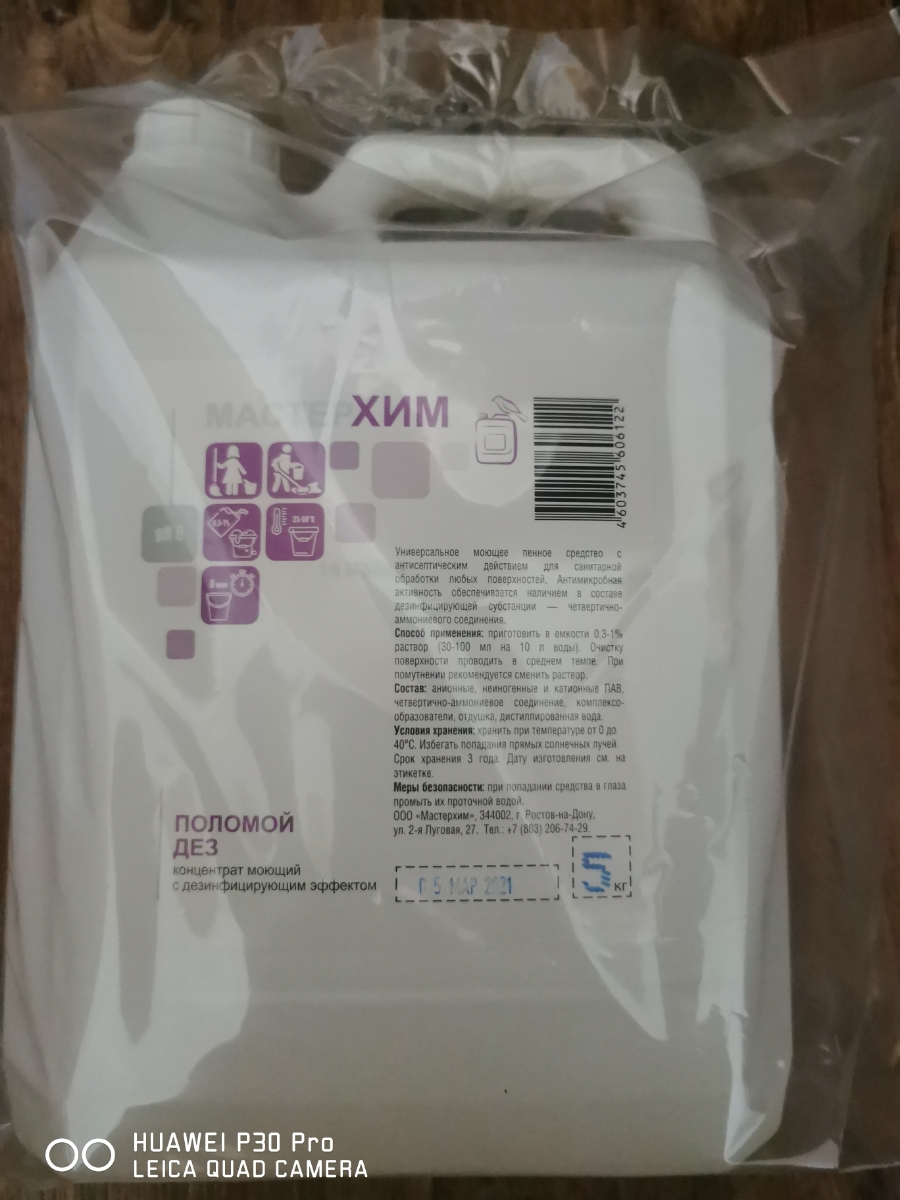 МАСТЕРХИМ
4 603745 606122
Универсальное моющее пенное средство с
антисептическим действием для санитарной
обработки любых поверхностей. Антимикробная
активность обеспечивается наличием в составе
дезинфицирующей субстанции — четвертично-
аммониевого соединения.
Способ применения: приготовить в емкости 0,3-1%
раствор (30-100 мл на 10 л воды). Очистку
поверхности проводить в среднем темпе. При
помутнении рекомендуется сменить раствор.
Состав: анионные, неионогенные и катионные ПАВ,
четвертично-аммониевое соединение, комплексо-
образователи, отдушка, дистиллированная вода.
Условия хранения: хранить при температуре от 0 до
40°С. Избегать попадания прямых солнечных лучей.
Срок хранения 3 года. Дату изготовления см. на
этикетке.
Меры безопасности: при попадании средства в глаза
промыть их проточной водой.
ООО «Мастерхим», 344002, г. Ростов-на-Дону,
ул. 2-я Луговая, 27. Тел.: +7 (863) 206-74-29.
ПОЛОМОЙ
ДЕЗ
концентрат моющий
с дезинфицирующим эффектом
05 МАР 2021
кг
HUAWEI P30 Pro
LEICA QUAD CAMERA